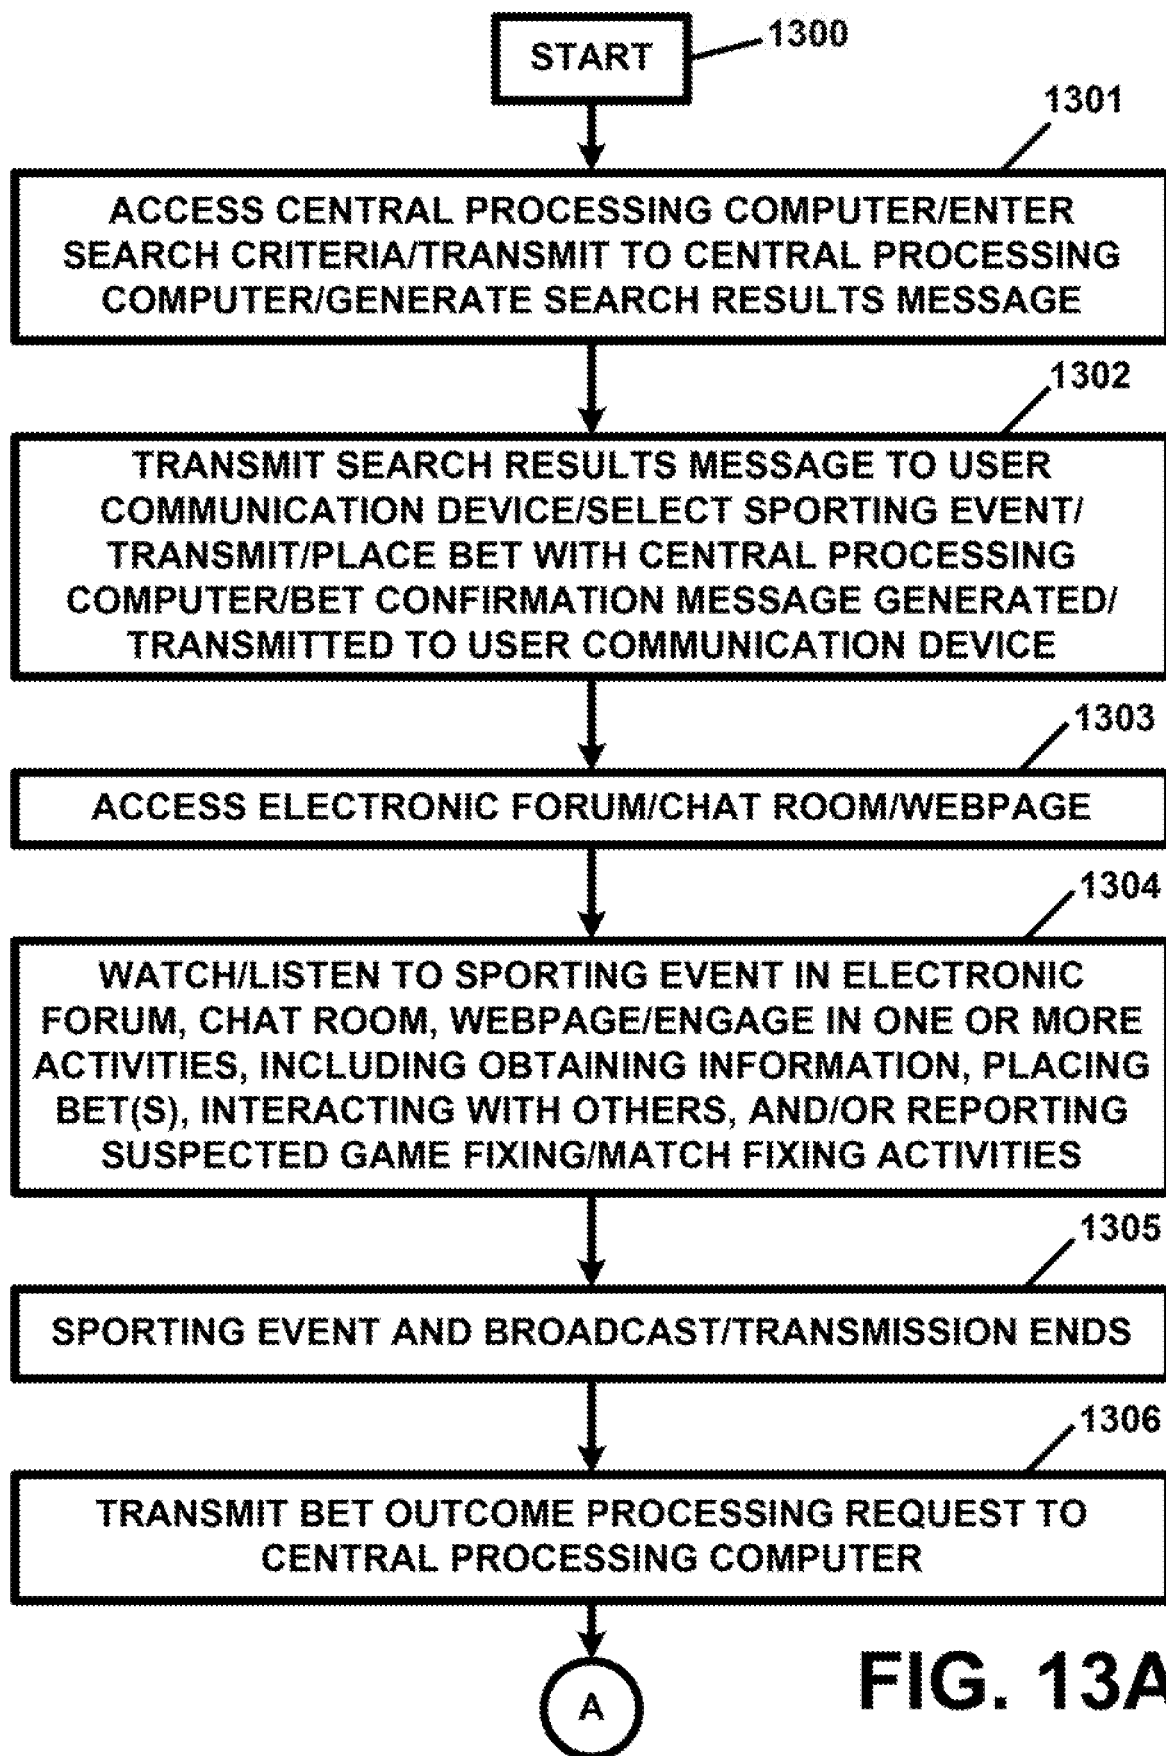 START
1300
1301
ACCESS CENTRAL PROCESSING COMPUTER/ENTER
SEARCH CRITERIA/TRANSMIT TO CENTRAL PROCESSING
COMPUTER/GENERATE SEARCH RESULTS MESSAGE
1302
TRANSMIT SEARCH RESULTS MESSAGE TO USER
COMMUNICATION DEVICE/SELECT SPORTING EVENT/
TRANSMIT/PLACE BET WITH CENTRAL PROCESSING
COMPUTER/BET CONFIRMATION MESSAGE GENERATED/
TRANSMITTED TO USER COMMUNICATION DEVICE
1303
ACCESS ELECTRONIC FORUM/CHAT ROOM/WEBPAGE
1304
WATCH/LISTEN TO SPORTING EVENT IN ELECTRONIC
FORUM, CHAT ROOM, WEBPAGE/ENGAGE IN ONE OR MORE
ACTIVITIES, INCLUDING OBTAINING INFORMATION, PLACING
BET(S), INTERACTING WITH OTHERS, AND/OR REPORTING
SUSPECTED GAME FIXING/MATCH FIXING ACTIVITIES
1305
SPORTING EVENT AND BROADCAST/TRANSMISSION ENDS
1306
TRANSMIT BET OUTCOME PROCESSING REQUEST TO
CENTRAL PROCESSING COMPUTER
A
FIG. 13A